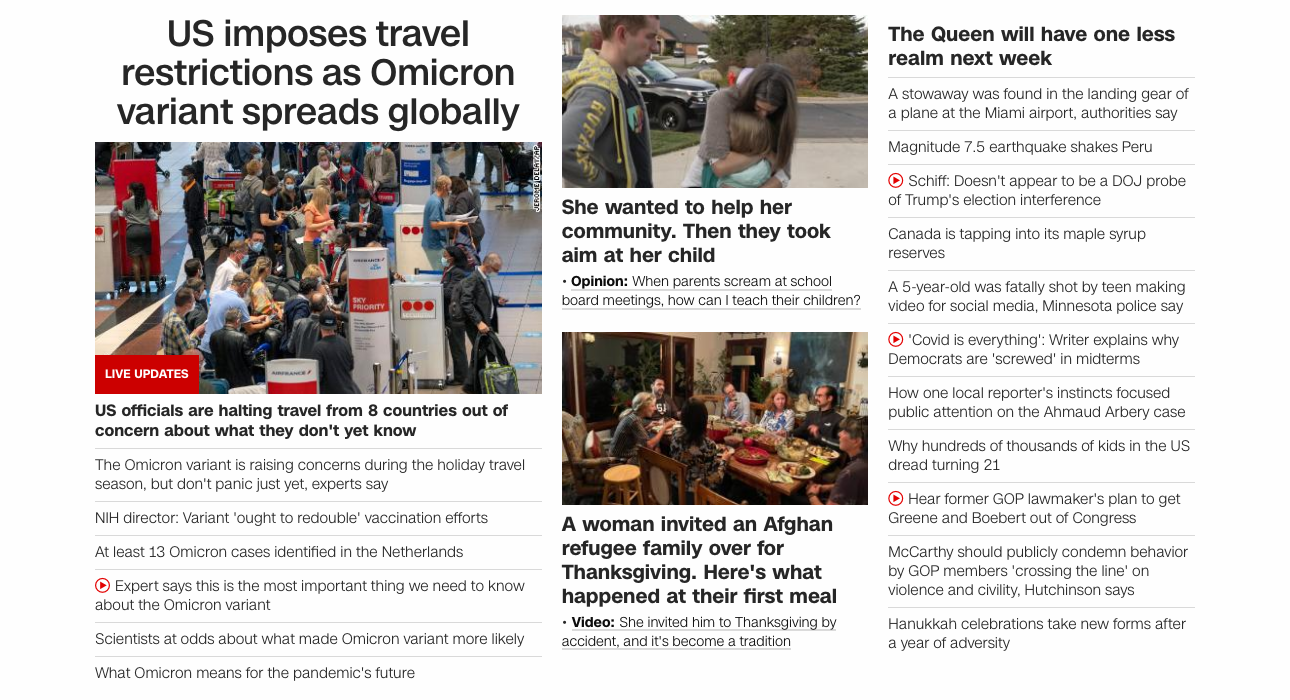 US imposes travel
restrictions as Omicron
variant spreads globally
JEROME DELAY/AP
SKY
PRIORITY
AIRFRANCE
LIVE UPDATES
US officials are halting travel from 8 countries out of
concern about what they don't yet know
The Omicron variant is raising concerns during the holiday travel
season, but don't panic just yet, experts say
NIH director: Variant 'ought to redouble' vaccination efforts
At least 13 Omicron cases identified in the Netherlands
Expert says this is the most important thing we need to know
about the Omicron variant
Scientists at odds about what made Omicron variant more likely
What Omicron means for the pandemic's future
She wanted to help her
community. Then they took
aim at her child
• Opinion: When parents scream at school
board meetings, how can I teach their children?
A woman invited an Afghan
refugee family over for
Thanksgiving. Here's what
happened at their first meal
• Video: She invited him to Thanksgiving by
accident, and it's become a tradition
The Queen will have one less
realm next week
A stowaway was found in the landing gear of
a plane at the Miami airport, authorities say
Magnitude 7.5 earthquake shakes Peru
Schiff: Doesn't appear to be a DOJ probe
of Trump's election interference
Canada is tapping into its maple syrup
reserves
A 5-year-old was fatally shot by teen making
video for social media, Minnesota police say
'Covid is everything': Writer explains why
Democrats are 'screwed' in midterms
How one local reporter's instincts focused
public attention on the Ahmaud Arbery case
Why hundreds of thousands of kids in the US
dread turning 21
Hear former GOP lawmaker's plan to get
Greene and Boebert out of Congress
McCarthy should publicly condemn behavior
by GOP members 'crossing the line' on
violence and civility, Hutchinson says
Hanukkah celebrations take new forms after
a year of adversity